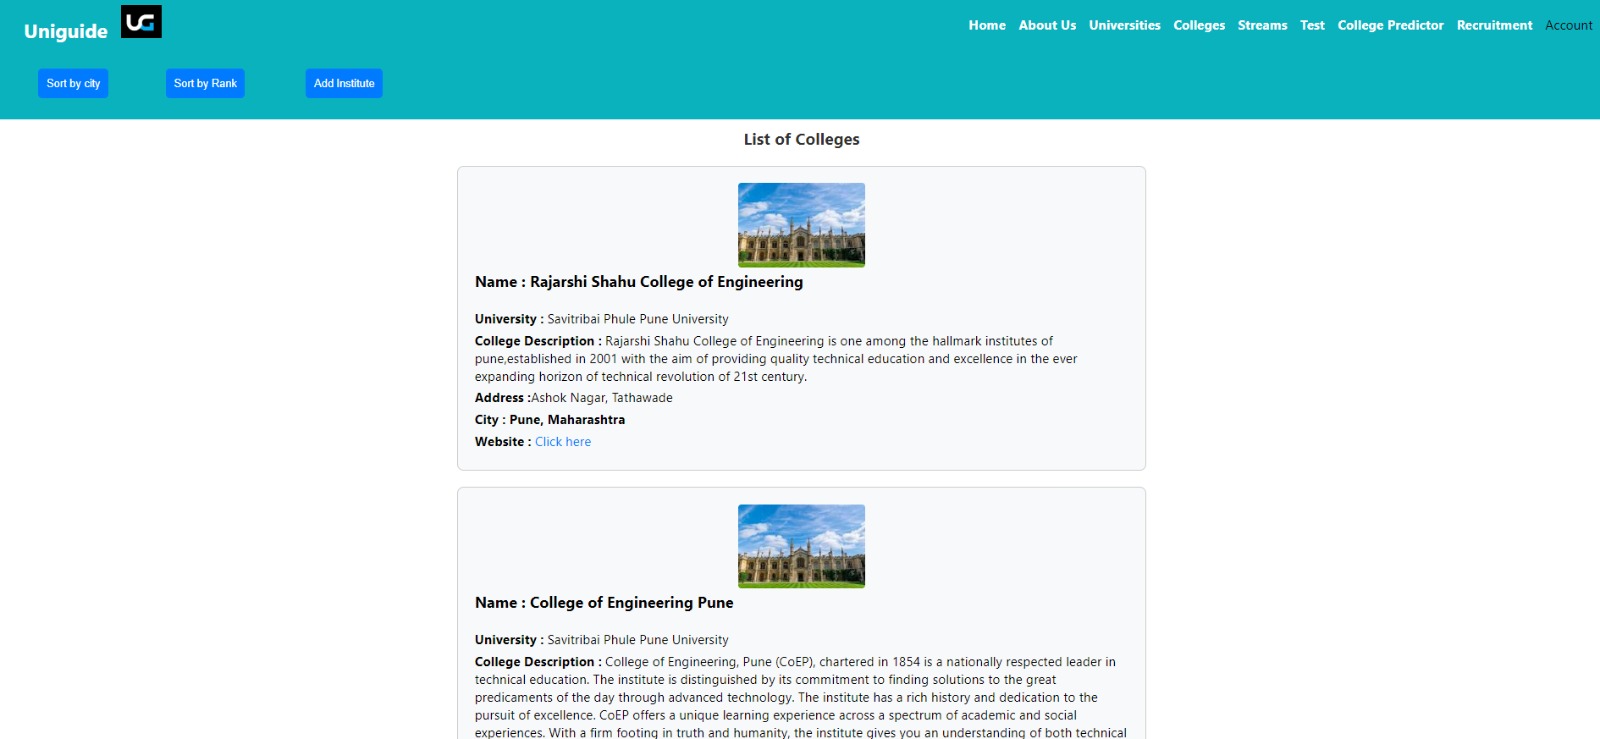 Uniguide UG Home About Us Universities Colleges Streams Test College Predictor Recruitment Account
Sort by city Sort by Rank Add Institute
List of Colleges
Name : Rajarshi Shahu College of Engineering
University : Savitribai Phule Pune University
College Description : Rajarshi Shahu College of Engineering is one among the hallmark institutes of
pune,established in 2001 with the aim of providing quality technical education and excellence in the ever
expanding horizon of technical revolution of 21st century.
Address :Ashok Nagar, Tathawade
City : Pune, Maharashtra
Website : Click here
Name : College of Engineering Pune
University : Savitribai Phule Pune University
College Description : College of Engineering, Pune (CoEP), chartered in 1854 is a nationally respected leader in
technical education. The institute is distinguished by its commitment to finding solutions to the great
predicaments of the day through advanced technology. The institute has a rich history and dedication to the
pursuit of excellence. CoEP offers a unique learning experience across a spectrum of academic and social
experiences. With a firm footing in truth and humanity, the institute gives you an understanding of both technical